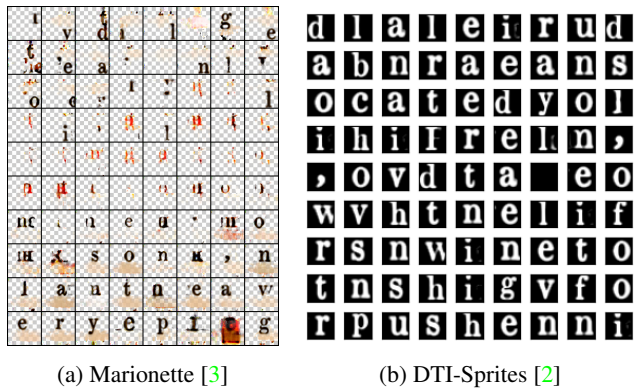 y d i l g e
e a n l
o r l
i l
n o
n e u m o
s o n , n
l a n t n e a w
e r y e p i g
(a) Marionette [3]
d l a l e i r u d
a b n r a e a n s
o c a t e d y o l
i h i F r e l n ,
, o v d t a e o
w v h t n e l i f
r s n w i n e t o
t n s h i g v f o
r p u s h e n n i
(b) DTI-Sprites [2]